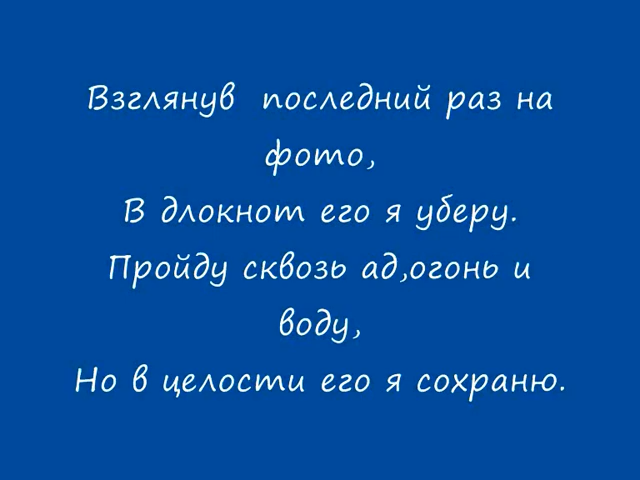 Взглянув последний раз на
фото,
В длокнот его я уберу.
Пройду сквозь ад,огонь и
воду,
Но в целости его я сохраню.